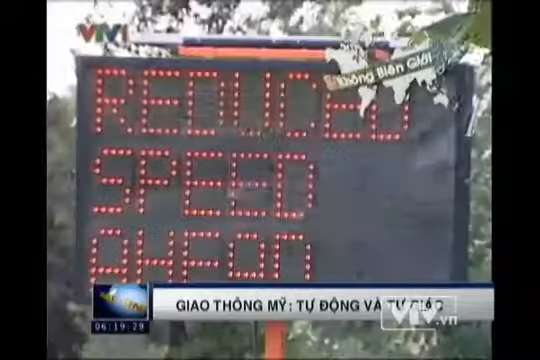 VTV1
Không Biên Giới
REDUCED
SPEED
AHEAD
GIAO THÔNG MỸ: TỰ ĐỘNG VÀ TỰ GIÁC
06:19:29
VTV.vn